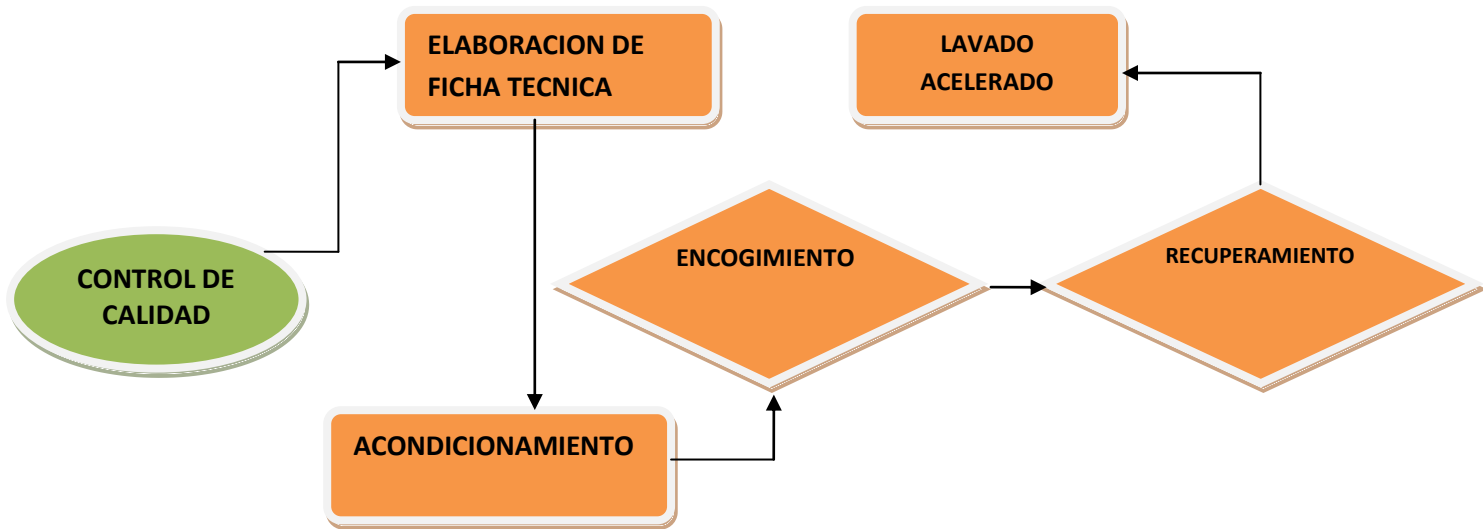 CONTROL DE
CALIDAD
ELABORACION DE
FICHA TECNICA
ACONDICIONAMIENTO
ENCOGIMIENTO
RECUPERAMIENTO
LAVADO
ACELERADO